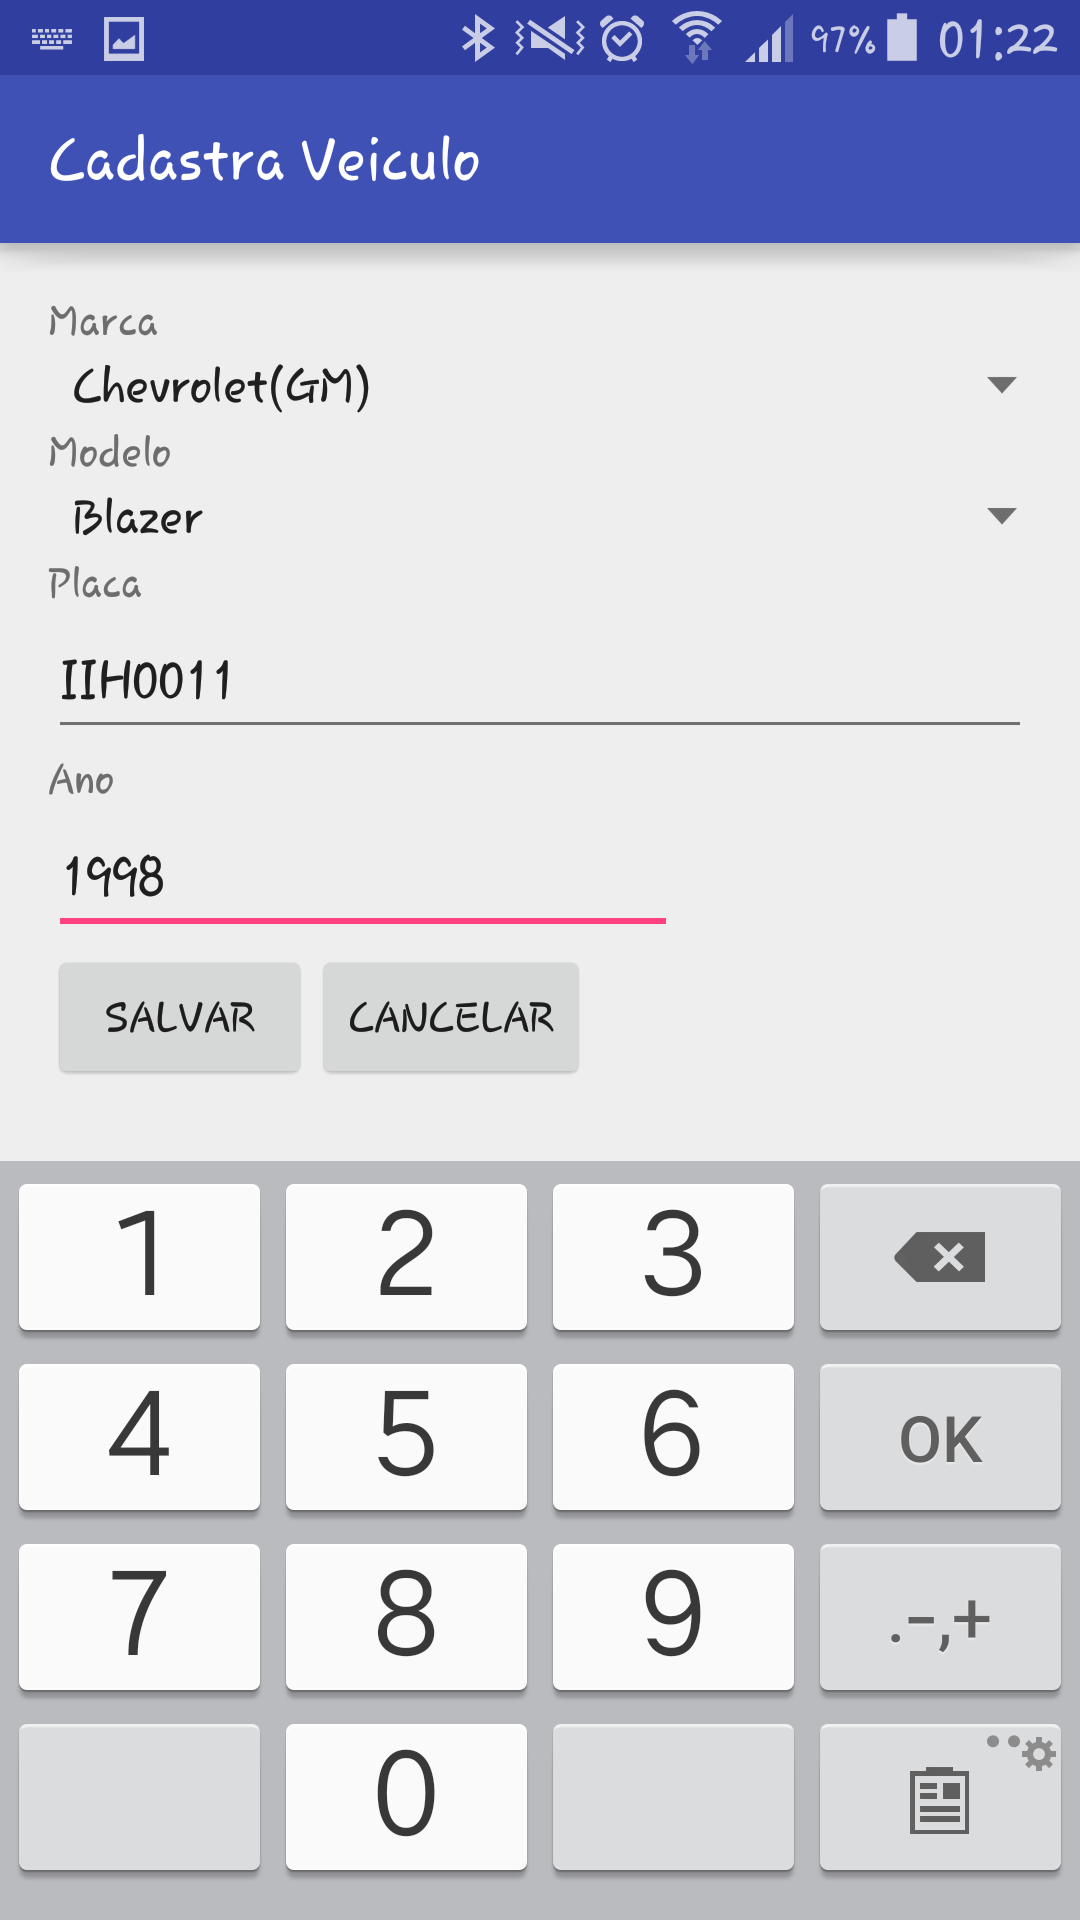 97% 01:22
Cadastra Veiculo
Marca
Chevrolet(GM)
Modelo
Blazer
Placa
IIH0011
Ano
1998
SALVAR CANCELAR
1 2 3
4 5 6 OK
7 8 9 .-,+
0